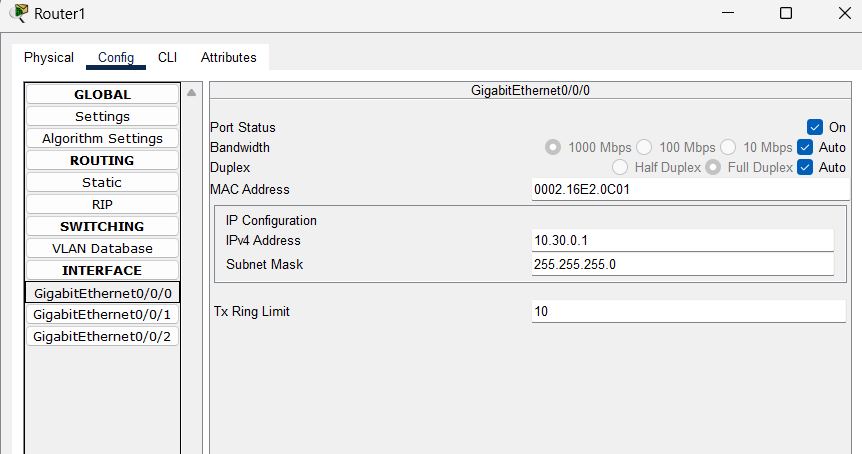 Router1
Physical Config CLI Attributes
GLOBAL
Settings
Algorithm Settings
ROUTING
Static
RIP
SWITCHING
VLAN Database
INTERFACE
GigabitEthernet0/0/0
GigabitEthernet0/0/1
GigabitEthernet0/0/2
GigabitEthernet0/0/0
Port Status On
Bandwidth 1000 Mbps 100 Mbps 10 Mbps Auto
Duplex Half Duplex Full Duplex Auto
MAC Address 0002.16E2.0C01
IP Configuration
IPv4 Address 10.30.0.1
Subnet Mask 255.255.255.0
Tx Ring Limit 10